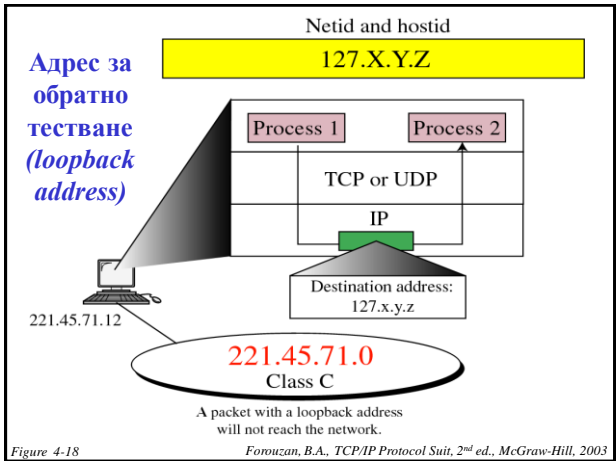 Netid and hostid
127.X.Y.Z
Адрес за
обратно
тестване
(loopback
address)
Process 1
Process 2
TCP or UDP
IP
Destination address:
127.x.y.z
221.45.71.12
221.45.71.0
Class C
A packet with a loopback address
will not reach the network.
Figure 4-18
Forouzan, B.A., TCP/IP Protocol Suit, 2nd ed., McGraw-Hill, 2003